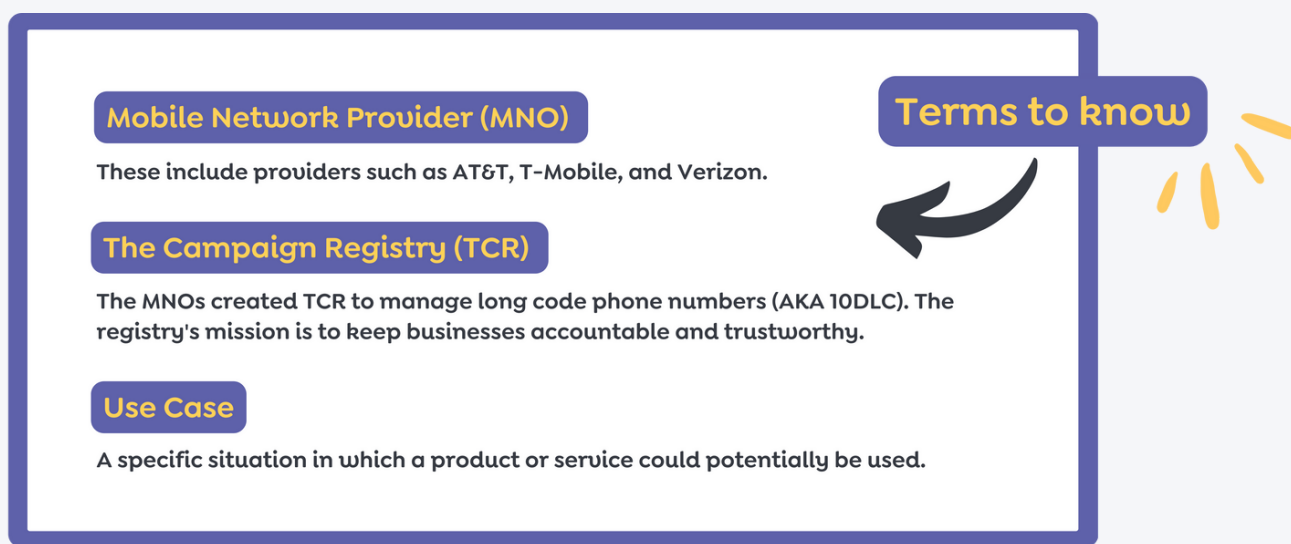 Terms to know
Mobile Network Provider (MNO)
These include providers such as AT&T, T-Mobile, and Verizon.
The Campaign Registry (TCR)
The MNOs created TCR to manage long code phone numbers (AKA 10DLC). The
registry's mission is to keep businesses accountable and trustworthy.
Use Case
A specific situation in which a product or service could potentially be used.